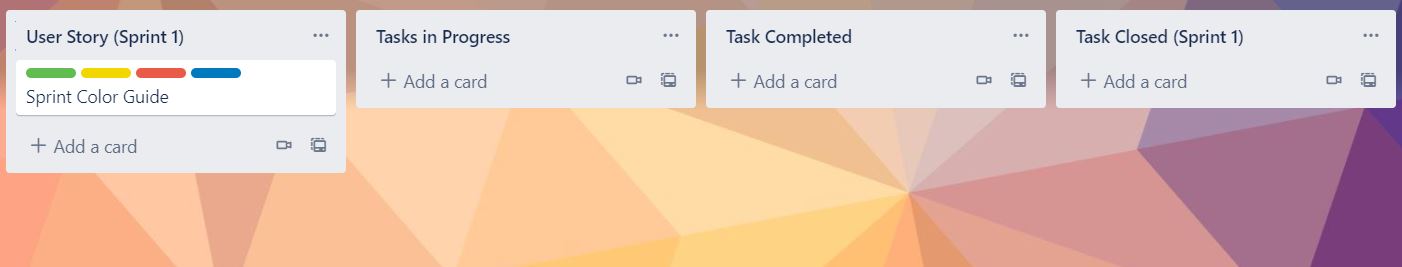 User Story (Sprint 1)
Sprint Color Guide
+ Add a card
Tasks in Progress
+ Add a card
Task Completed
+ Add a card
Task Closed (Sprint 1)
+ Add a card